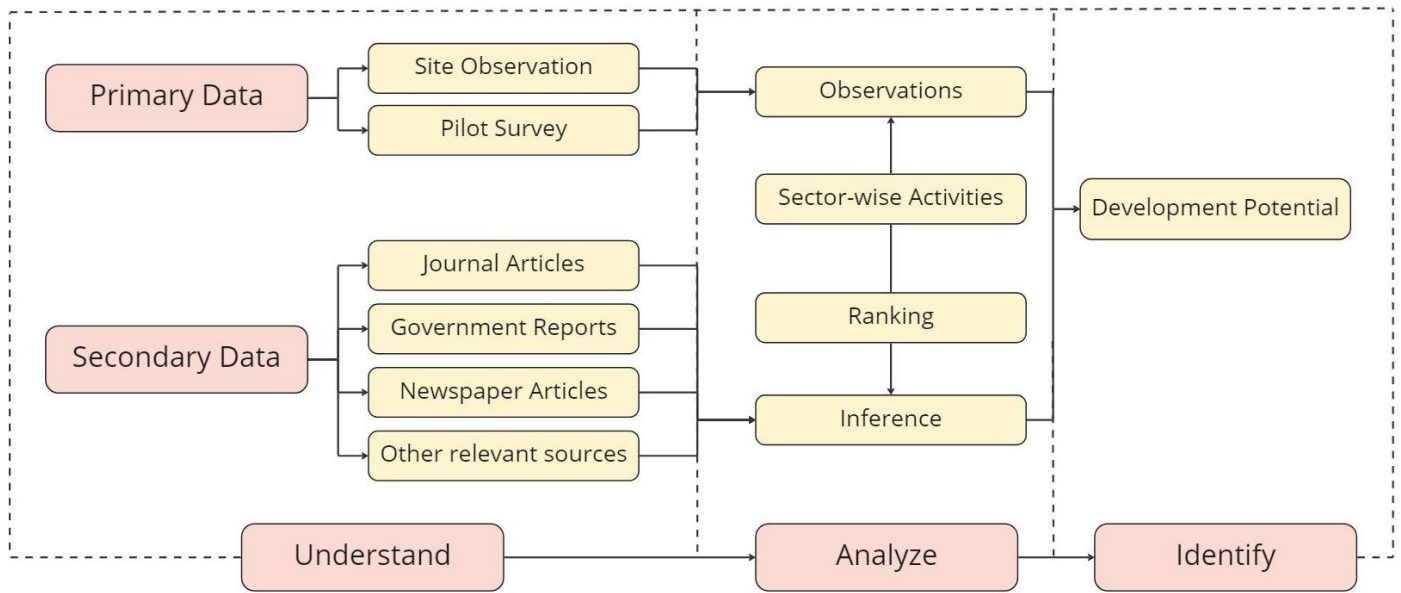 Primary Data
Site Observation
Pilot Survey
Secondary Data
Journal Articles
Government Reports
Newspaper Articles
Other relevant sources
Observations
Sector-wise Activities
Ranking
Inference
Development Potential
Understand
Analyze
Identify